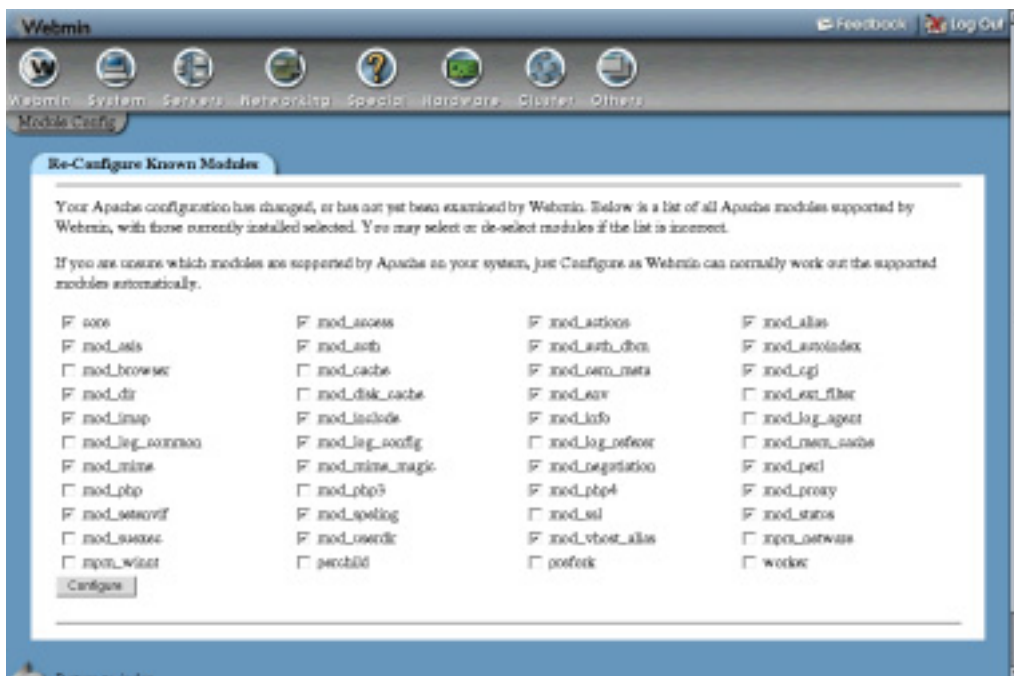 Webmin
Feedback Log Out
Webmin System Servers Networking Special Hardware Cluster Others
Module Config
Re-Configure Known Modules
Your Apache configuration has changed, or has not yet been examined by Webmin. Below is a list of all Apache modules supported by
Webmin, with those currently installed selected. You may select or de-select modules if the list is incorrect.
If you are unsure which modules are supported by Apache on your system, just Configure as Webmin can normally work out the supported
modules automatically.
core mod_access mod_actions mod_alias
mod_asis mod_auth mod_auth_dbm mod_autoindex
mod_browser mod_cache mod_cern_meta mod_cgi
mod_dir mod_disk_cache mod_env mod_ext_filter
mod_imap mod_include mod_info mod_log_agent
mod_log_common mod_log_config mod_log_referer mod_mem_cache
mod_mime mod_mime_magic mod_negotiation mod_perl
mod_php mod_php3 mod_php4 mod_proxy
mod_setenvif mod_speling mod_ssl mod_status
mod_suexec mod_userdir mod_vhost_alias mpm_netware
mpm_winnt perchild prefork worker
Configure